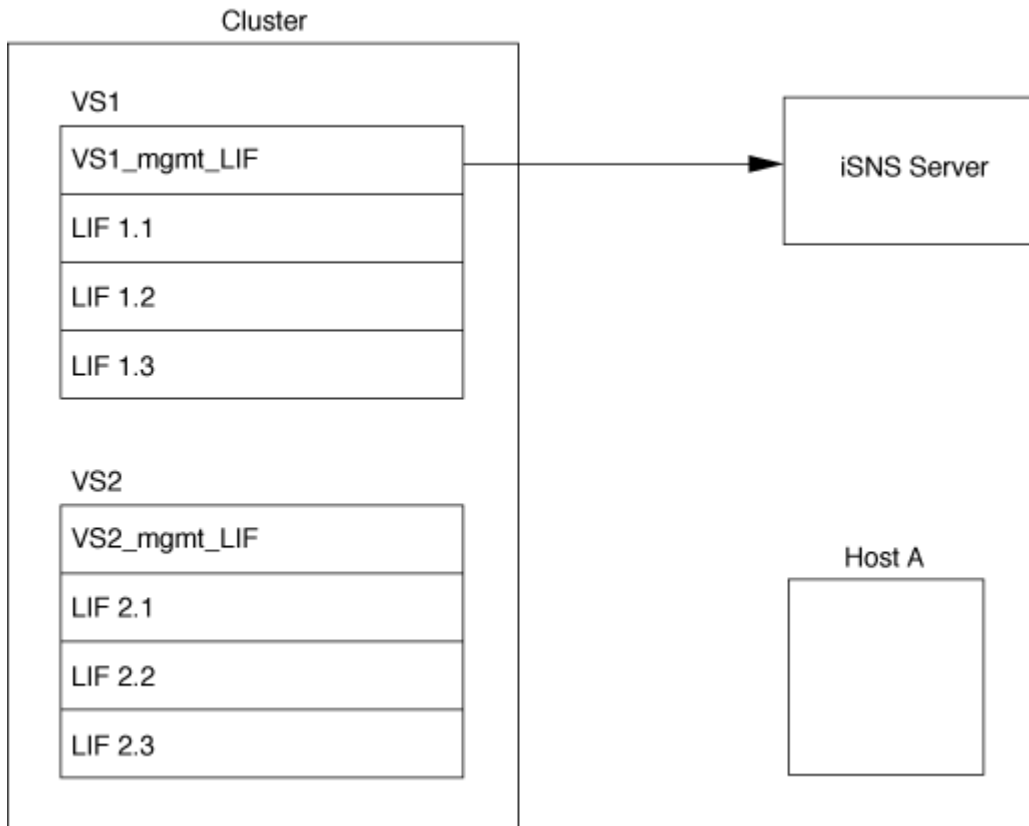 Cluster
VS1
VS1_mgmt_LIF
LIF 1.1
LIF 1.2
LIF 1.3
iSNS Server
VS2
VS2_mgmt_LIF
LIF 2.1
LIF 2.2
LIF 2.3
Host A